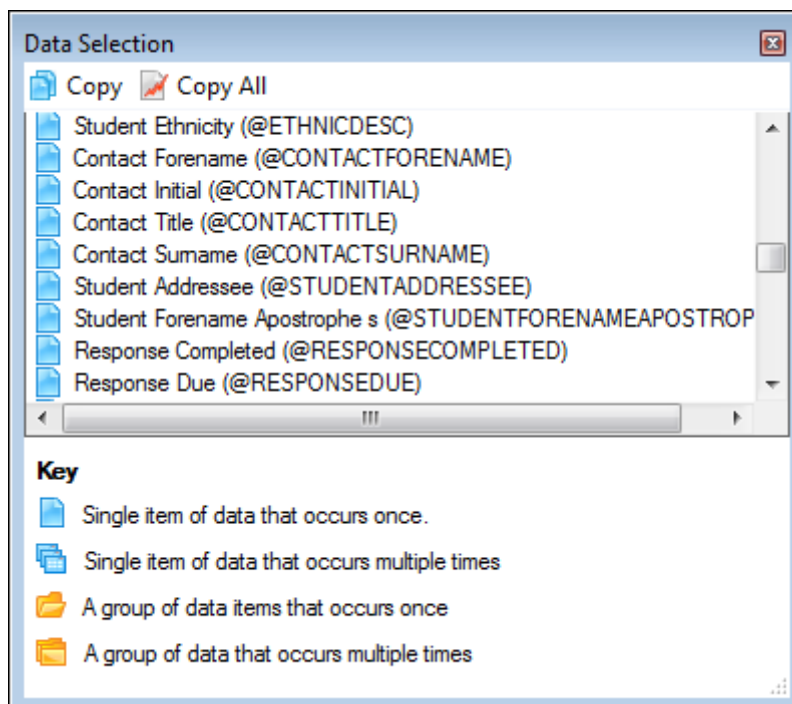 Data Selection
Copy Copy All
Student Ethnicity (@ETHNICDESC)
Contact Forename (@CONTACTFORENAME)
Contact Initial (@CONTACTINITIAL)
Contact Title (@CONTACTTITLE)
Contact Surname (@CONTACTSURNAME)
Student Addressee (@STUDENTADDRESSEE)
Student Forename Apostrophe s (@STUDENTFORENAMEAPOSTROP
Response Completed (@RESPONSECOMPLETED)
Response Due (@RESPONSEDUE)
Key
Single item of data that occurs once.
Single item of data that occurs multiple times
A group of data items that occurs once
A group of data that occurs multiple times